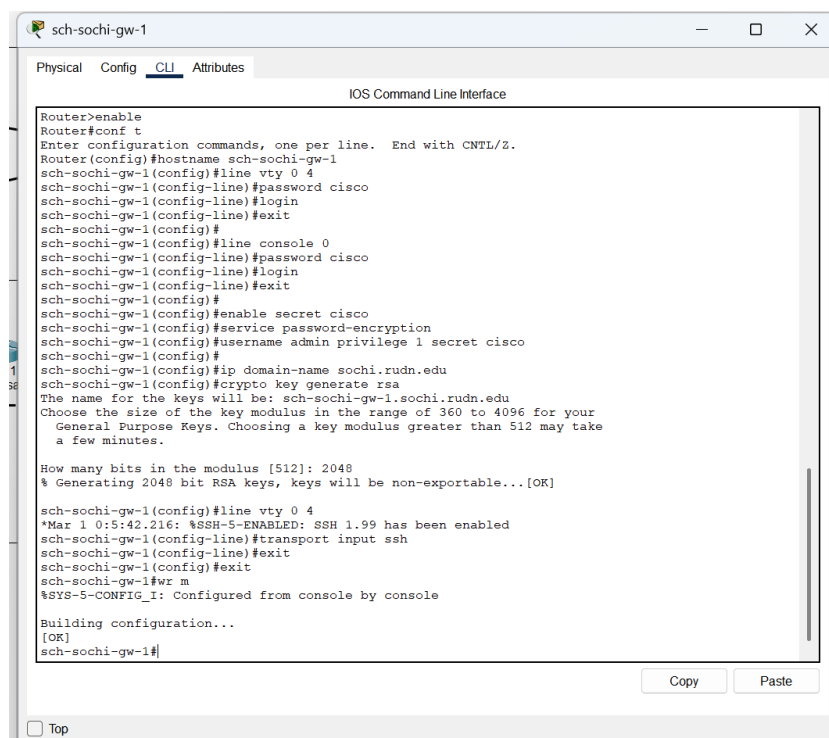 sch-sochi-gw-1
Physical Config CLI Attributes
IOS Command Line Interface
Router>enable
Router#conf t
Enter configuration commands, one per line.  End with CNTL/Z.
Router(config)#hostname sch-sochi-gw-1
sch-sochi-gw-1(config)#line vty 0 4
sch-sochi-gw-1(config-line)#password cisco
sch-sochi-gw-1(config-line)#login
sch-sochi-gw-1(config-line)#exit
sch-sochi-gw-1(config)#
sch-sochi-gw-1(config)#line console 0
sch-sochi-gw-1(config-line)#password cisco
sch-sochi-gw-1(config-line)#login
sch-sochi-gw-1(config-line)#exit
sch-sochi-gw-1(config)#
sch-sochi-gw-1(config)#enable secret cisco
sch-sochi-gw-1(config)#service password-encryption
sch-sochi-gw-1(config)#username admin privilege 1 secret cisco
sch-sochi-gw-1(config)#
sch-sochi-gw-1(config)#ip domain-name sochi.rudn.edu
sch-sochi-gw-1(config)#crypto key generate rsa
The name for the keys will be: sch-sochi-gw-1.sochi.rudn.edu
Choose the size of the key modulus in the range of 360 to 4096 for your
General Purpose Keys. Choosing a key modulus greater than 512 may take
a few minutes.
How many bits in the modulus [512]: 2048
% Generating 2048 bit RSA keys, keys will be non-exportable...[OK]
sch-sochi-gw-1(config)#line vty 0 4
*Mar 1 0:5:42.216: %SSH-5-ENABLED: SSH 1.99 has been enabled
sch-sochi-gw-1(config-line)#transport input ssh
sch-sochi-gw-1(config-line)#exit
sch-sochi-gw-1(config)#exit
sch-sochi-gw-1#wr m
%SYS-5-CONFIG_I: Configured from console by console
Building configuration...
[OK]
sch-sochi-gw-1#
Copy Paste
Top